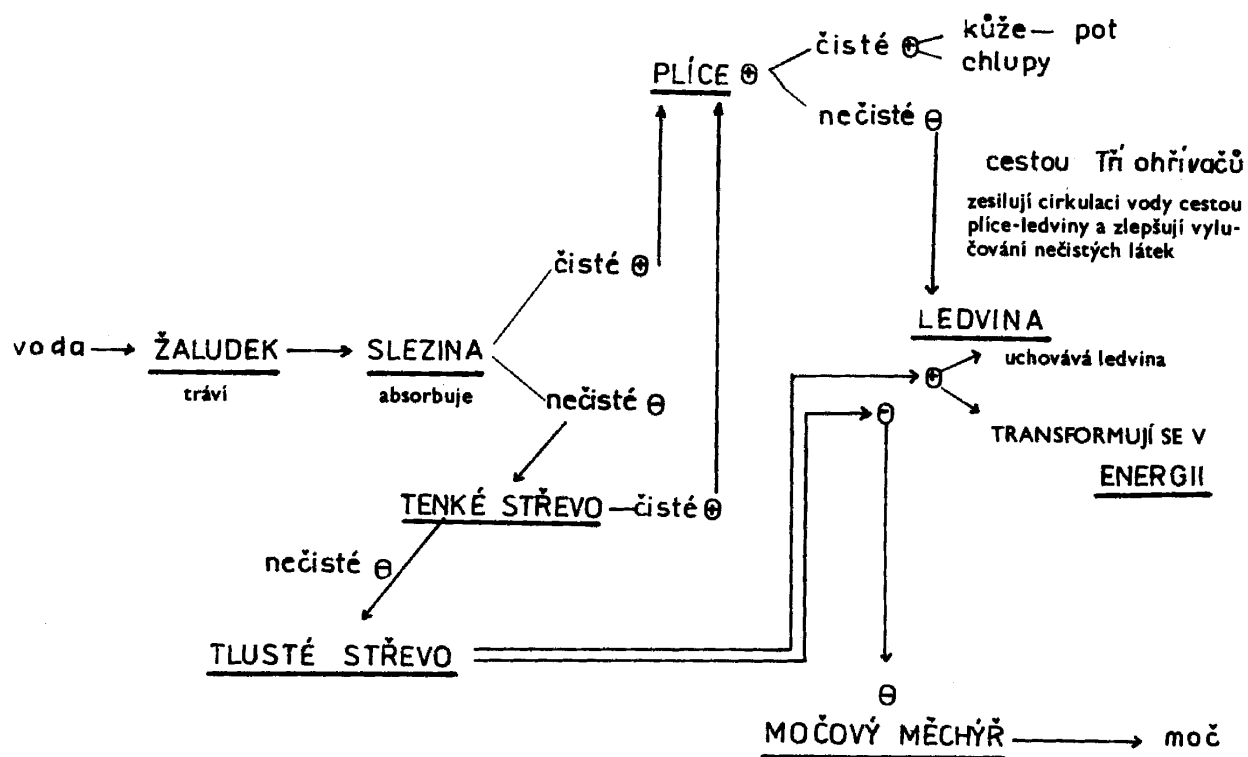 kůže — pot
čisté ⊕
chlupy
PLÍCE ⊕
nečisté ⊖
cestou Tří ohřívačů
zesilují cirkulaci vody cestou
plíce-ledviny a zlepšují vylu-
čování nečistých látek
čisté ⊕
LEDVINA
voda → ŽALUDEK → SLEZINA
tráví
absorbuje
uchovává ledvina
⊕
nečisté ⊖
⊖
TRANSFORMUJÍ SE V
ENERGII
TENKÉ STŘEVO — čisté ⊕
nečisté ⊖
TLUSTÉ STŘEVO
⊖
MOČOVÝ MĚCHÝŘ → moč